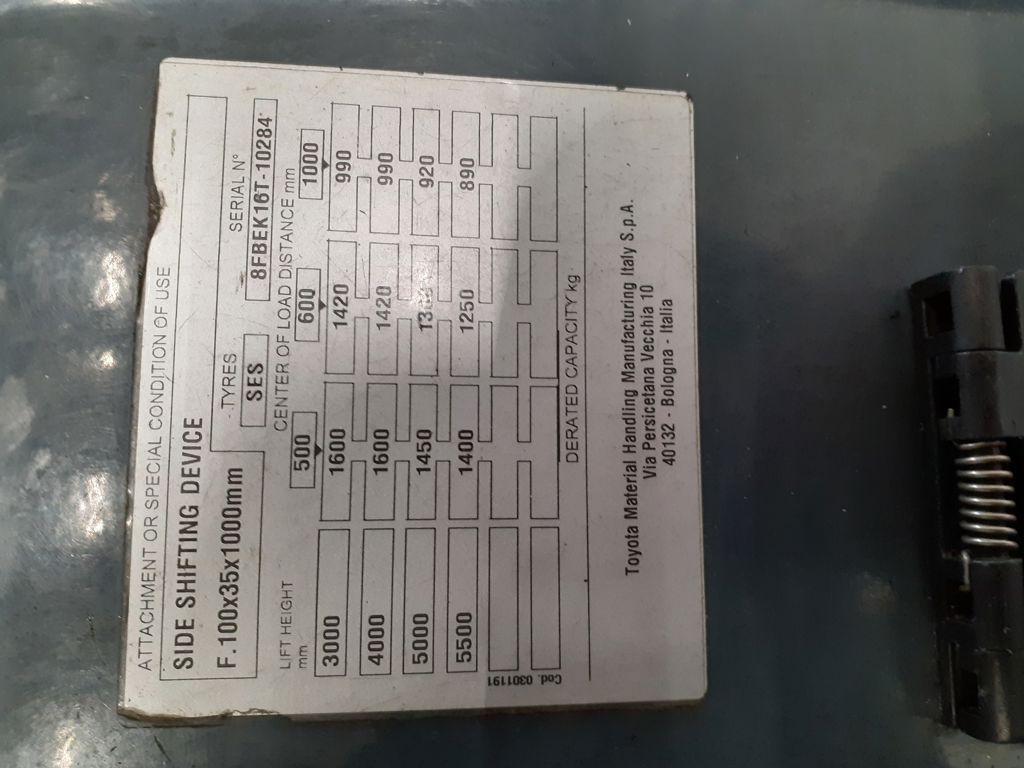 ATTACHMENT OR SPECIAL CONDITION OF USE
SIDE SHIFTING DEVICE
F.100x35x1000mm
TYRES SERIAL N°
SES 8FBEK16T-10284
LIFT HEIGHT mm CENTER OF LOAD DISTANCE mm
500 600 1000
3000 1600 1420 990
4000 1600 1420 990
5000 1450 920
5500 1400 1250 890
DERATED CAPACITY kg
Cod. 0301191
Toyota Material Handling Manufacturing Italy S.p.A.
Via Persicetana Vecchia 10
40132 - Bologna - Italia